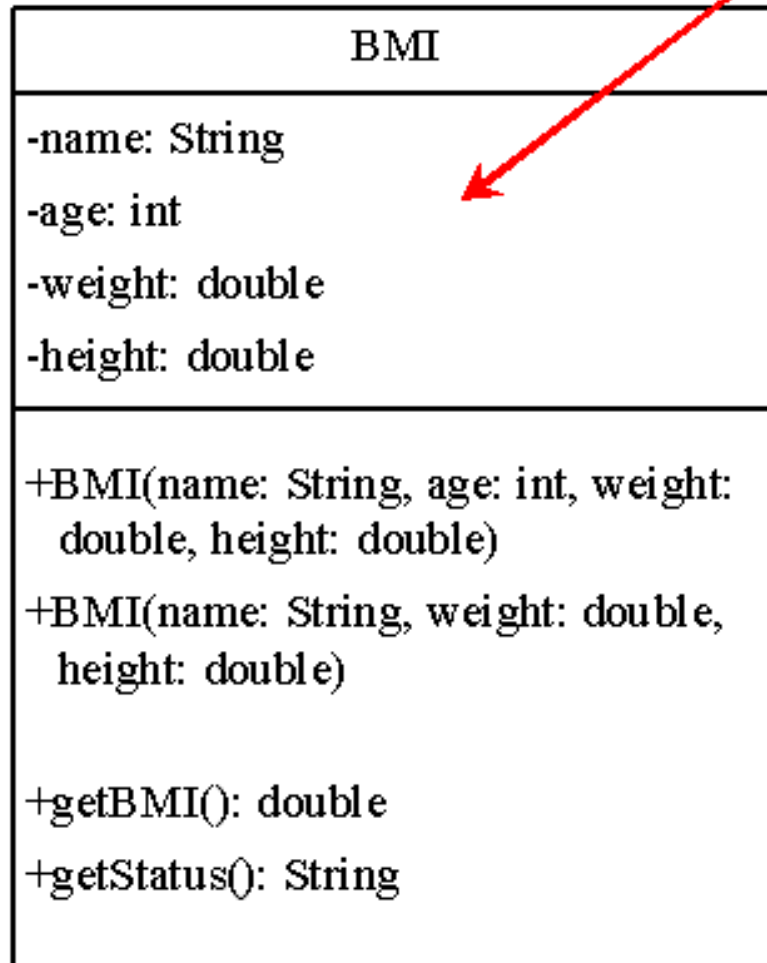 BMI
-name: String
-age: int
-weight: double
-height: double
+BMI(name: String, age: int, weight:
double, height: double)
+BMI(name: String, weight: double,
height: double)
+getBMI(): double
+getStatus(): String